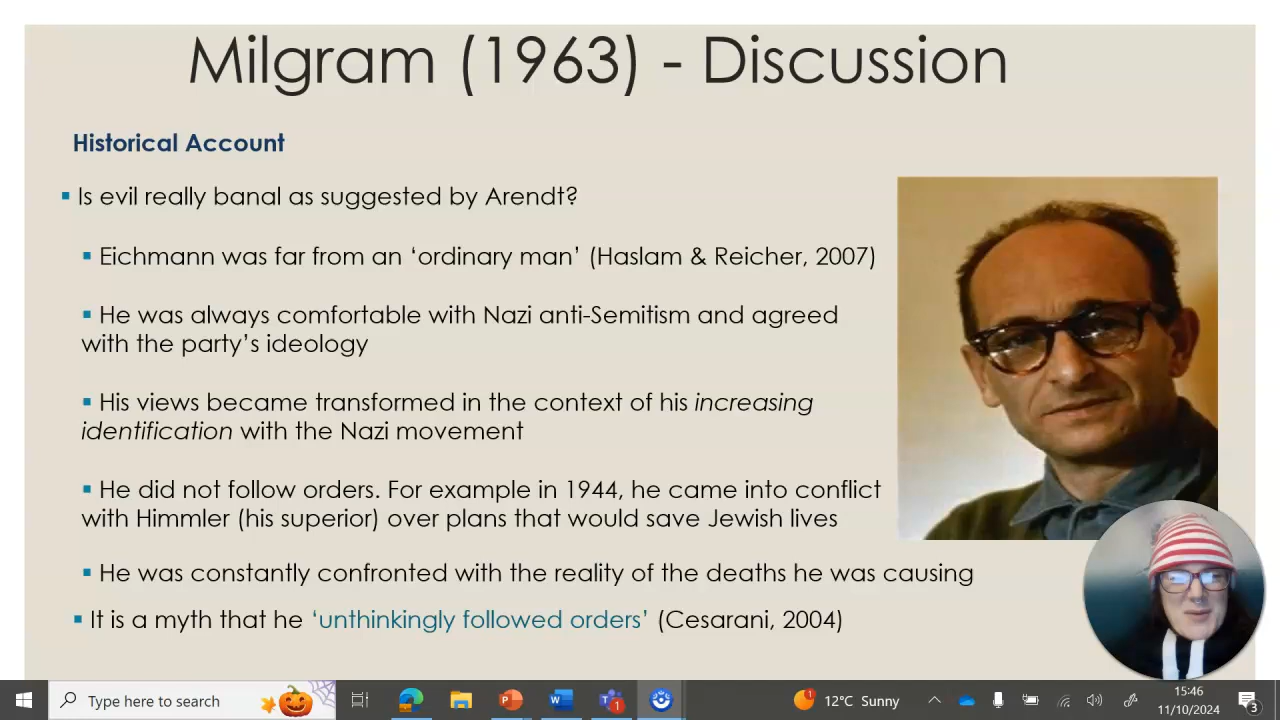 Milgram (1963) - Discussion
Historical Account
▪ Is evil really banal as suggested by Arendt?
▪ Eichmann was far from an ‘ordinary man’ (Haslam & Reicher, 2007)
▪ He was always comfortable with Nazi anti-Semitism and agreed
with the party’s ideology
▪ His views became transformed in the context of his increasing
identification with the Nazi movement
▪ He did not follow orders. For example in 1944, he came into conflict
with Himmler (his superior) over plans that would save Jewish lives
▪ He was constantly confronted with the reality of the deaths he was causing
▪ It is a myth that he ‘unthinkingly followed orders’ (Cesarani, 2004)
Type here to search
1
1
12°C Sunny
15:46
11/10/2024
3